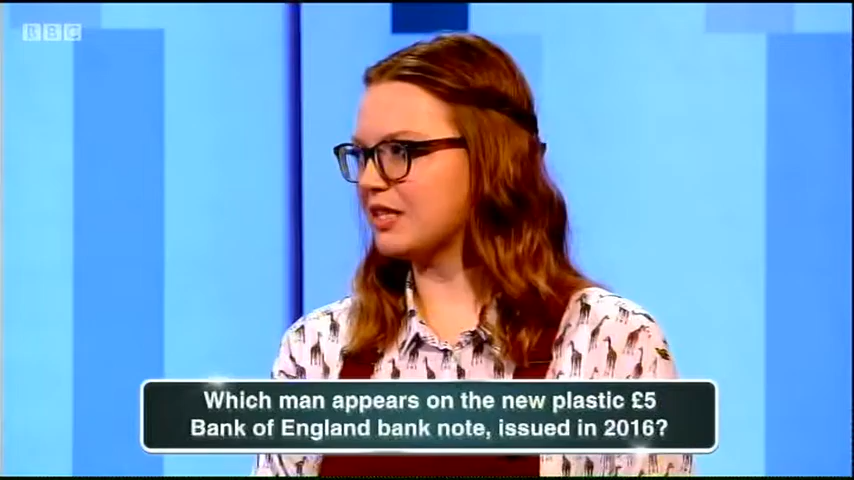 BBC
Which man appears on the new plastic £5
Bank of England bank note, issued in 2016?